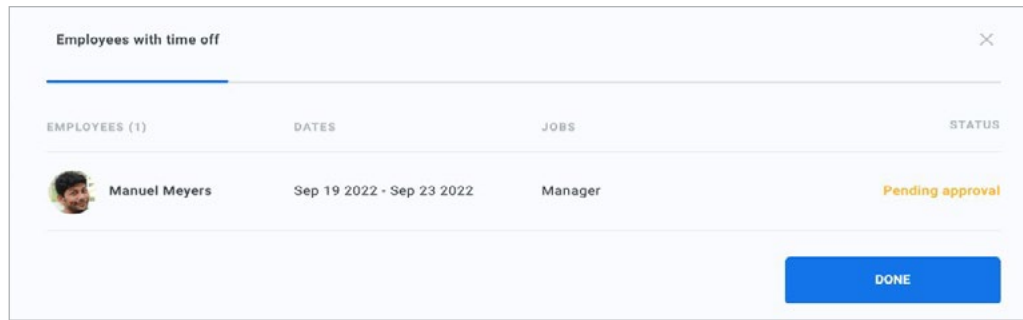 Employees with time off
EMPLOYEES (1) DATES JOBS STATUS
Manuel Meyers Sep 19 2022 - Sep 23 2022 Manager Pending approval
DONE